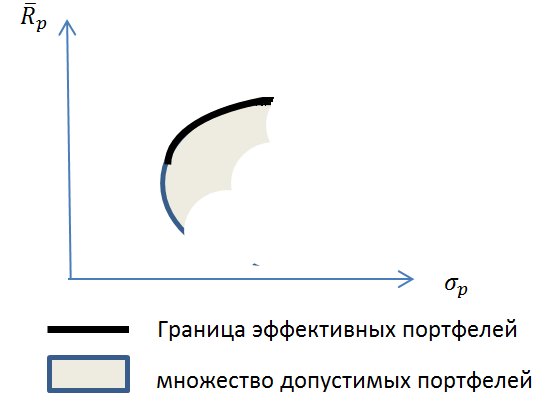 R̄ₚ
σₚ
Граница эффективных портфелей
множество допустимых портфелей